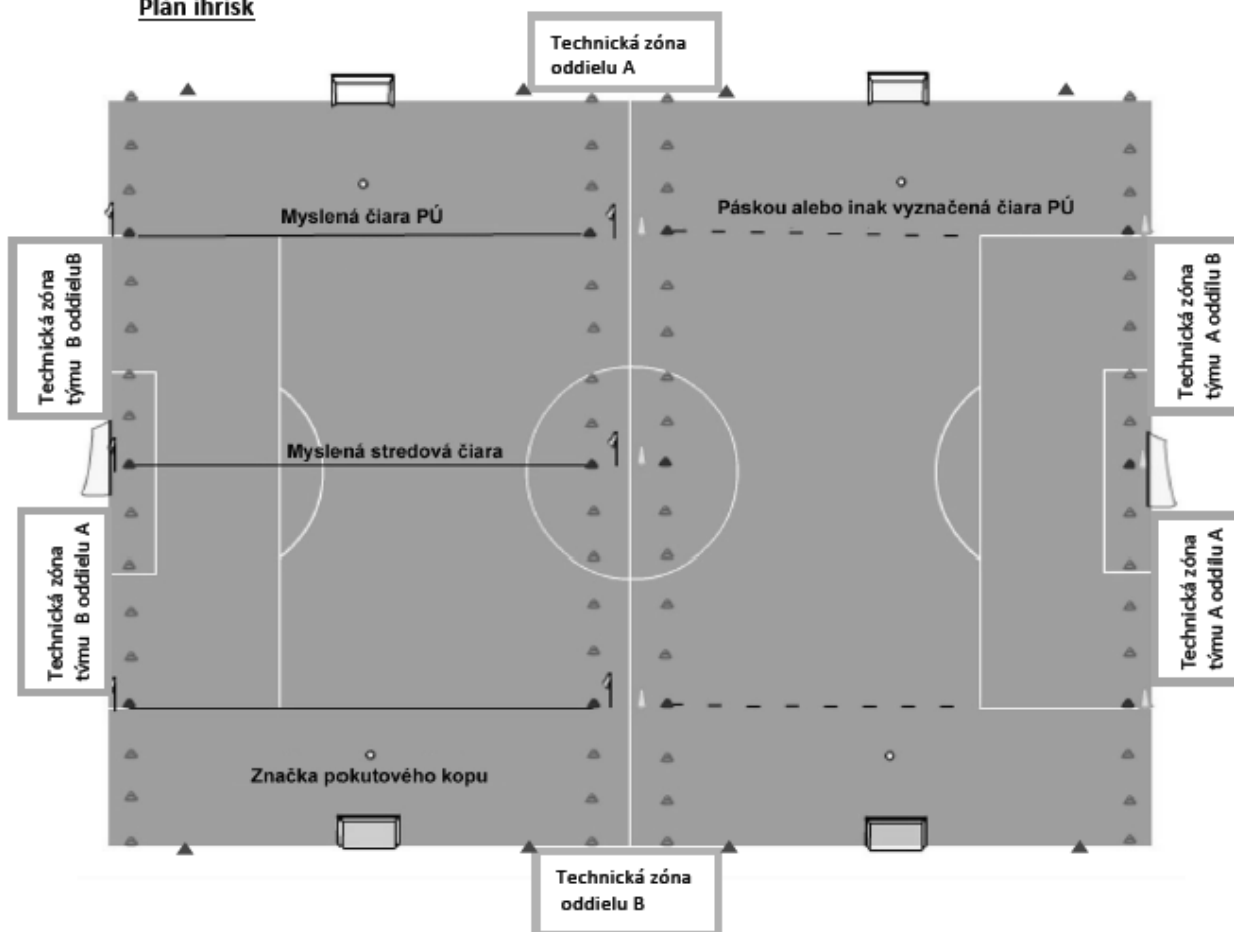 Plán ihrísk
Technická zóna
oddielu A
Myslená čiara PÚ
Páskou alebo inak vyznačená čiara PÚ
Technická zóna
týmu B oddieluB
Technická zóna
týmu A oddílu B
Myslená stredová čiara
Technická zóna
týmu B oddielu A
Technická zóna
týmu A oddílu A
Značka pokutového kopu
Technická zóna
oddielu B